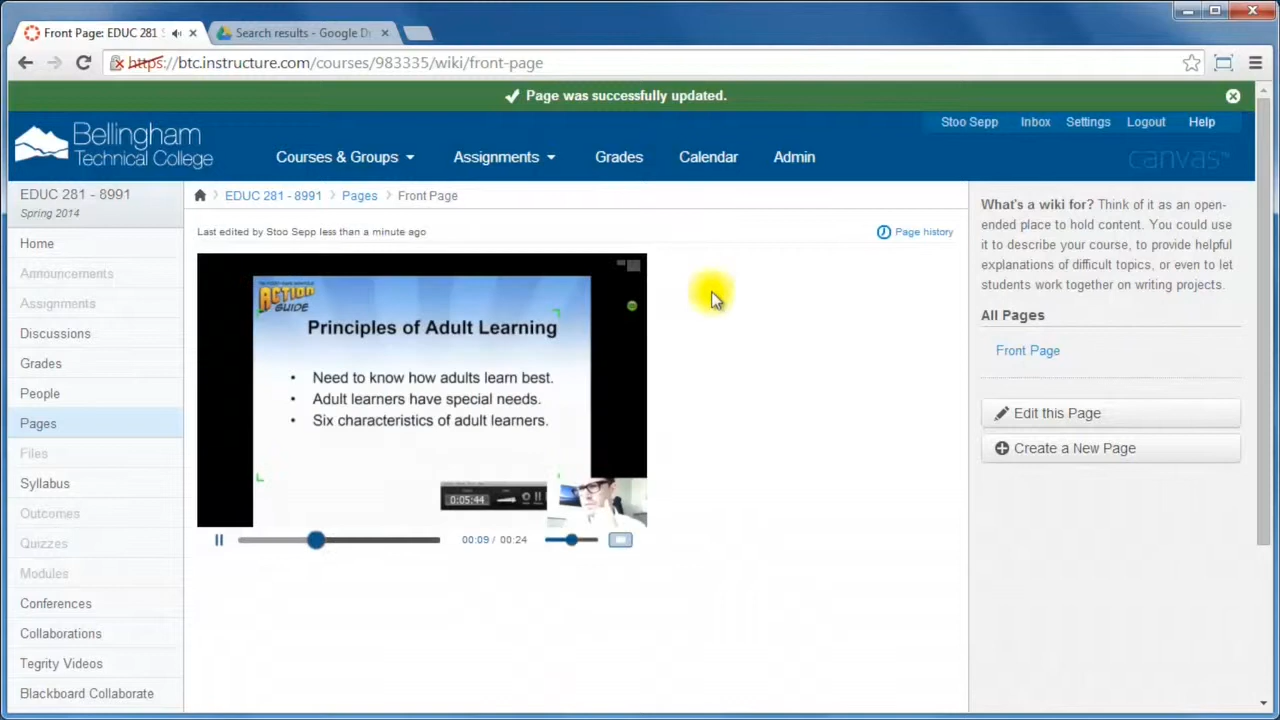 Front Page: EDUC 281
Search results - Google D
https://btc.instructure.com/courses/983335/wiki/front-page
Page was successfully updated.
Stoo Sepp Inbox Settings Logout Help
Bellingham
Technical College
Courses & Groups Assignments Grades Calendar Admin
canvas
EDUC 281 - 8991
Spring 2014
Home
Announcements
Assignments
Discussions
Grades
People
Pages
Files
Syllabus
Outcomes
Quizzes
Modules
Conferences
Collaborations
Tegrity Videos
Blackboard Collaborate
EDUC 281 - 8991 Pages Front Page
Last edited by Stoo Sepp less than a minute ago
Page history
ACTION
GUIDE
Principles of Adult Learning
• Need to know how adults learn best.
• Adult learners have special needs.
• Six characteristics of adult learners.
0:05:44
00:09 / 00:24
What's a wiki for? Think of it as an open-
ended place to hold content. You could use
it to describe your course, to provide helpful
explanations of difficult topics, or even to let
students work together on writing projects.
All Pages
Front Page
Edit this Page
Create a New Page